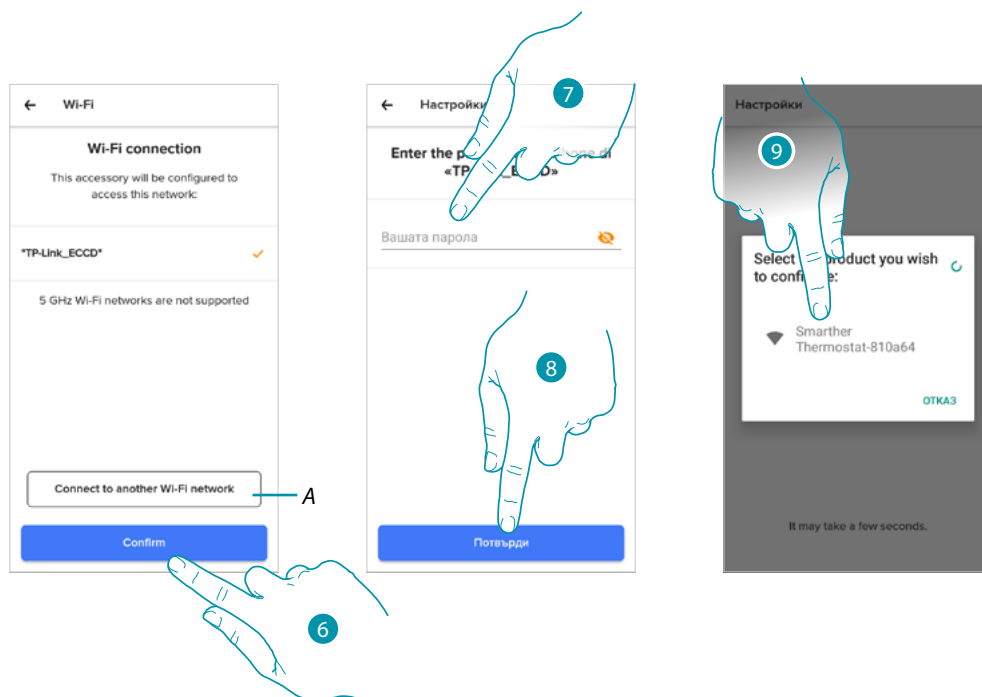 ← Wi-Fi
Wi-Fi connection
This accessory will be configured to
access this network:
"TP-Link_ECCD"
5 GHz Wi-Fi networks are not supported
Connect to another Wi-Fi network
A
Confirm
6
← Настройки
7
Enter the
«TP _ECCD»
Вашата парола
8
Потвърди
Настройки
9
Select product you wish
to
Smarther
Thermostat-810a64
ОТКАЗ
It may take a few seconds.